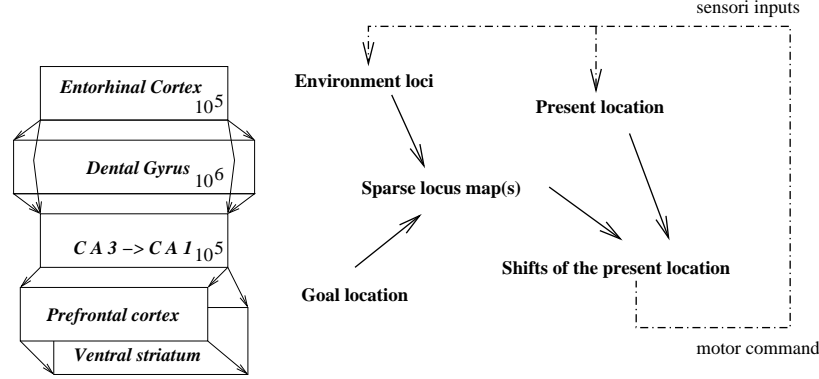 Entorhinal Cortex
10^5
Dental Gyrus
10^6
C A 3 -> C A 1
10^5
Prefrontal cortex
Ventral striatum
sensori inputs
Environment loci
Present location
Sparse locus map(s)
Shifts of the present location
Goal location
motor command